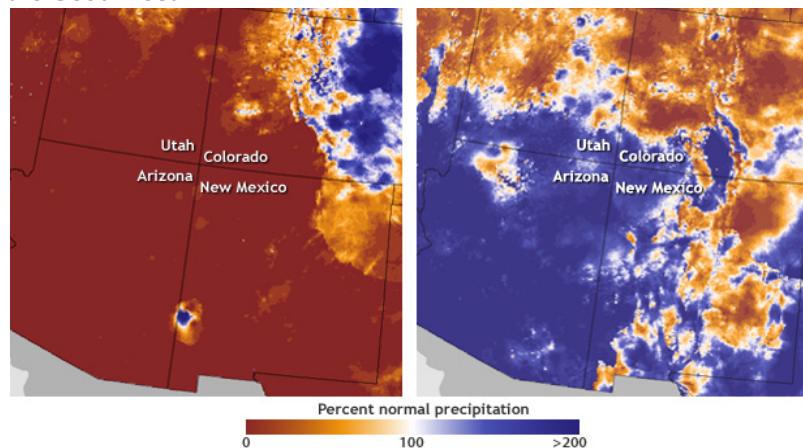 Utah
Colorado
Arizona
New Mexico
Utah
Colorado
Arizona
New Mexico
Percent normal precipitation
0 100 >200